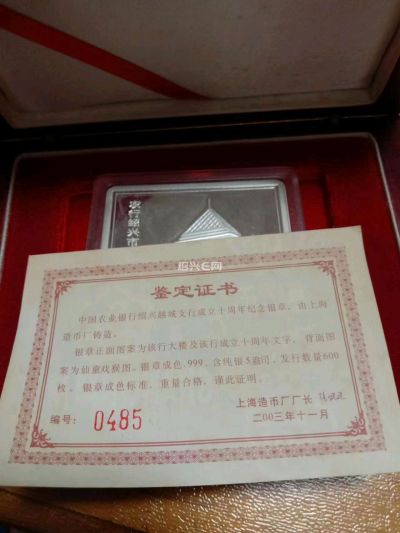 农行绍兴市
绍兴E网
鉴定证书
中国农业银行绍兴越城支行成立十周年纪念银章，由上海
造币厂铸造。
银章正面图案为该行大楼及该行成立十周年文字，背面图
案为仙童戏猴图。银章成色.999，含纯银5盎司，发行数量600
枚。银章成色标准，重量合格，谨此证明。
上海造币厂厂长
编号：0485
二○○三年十一月